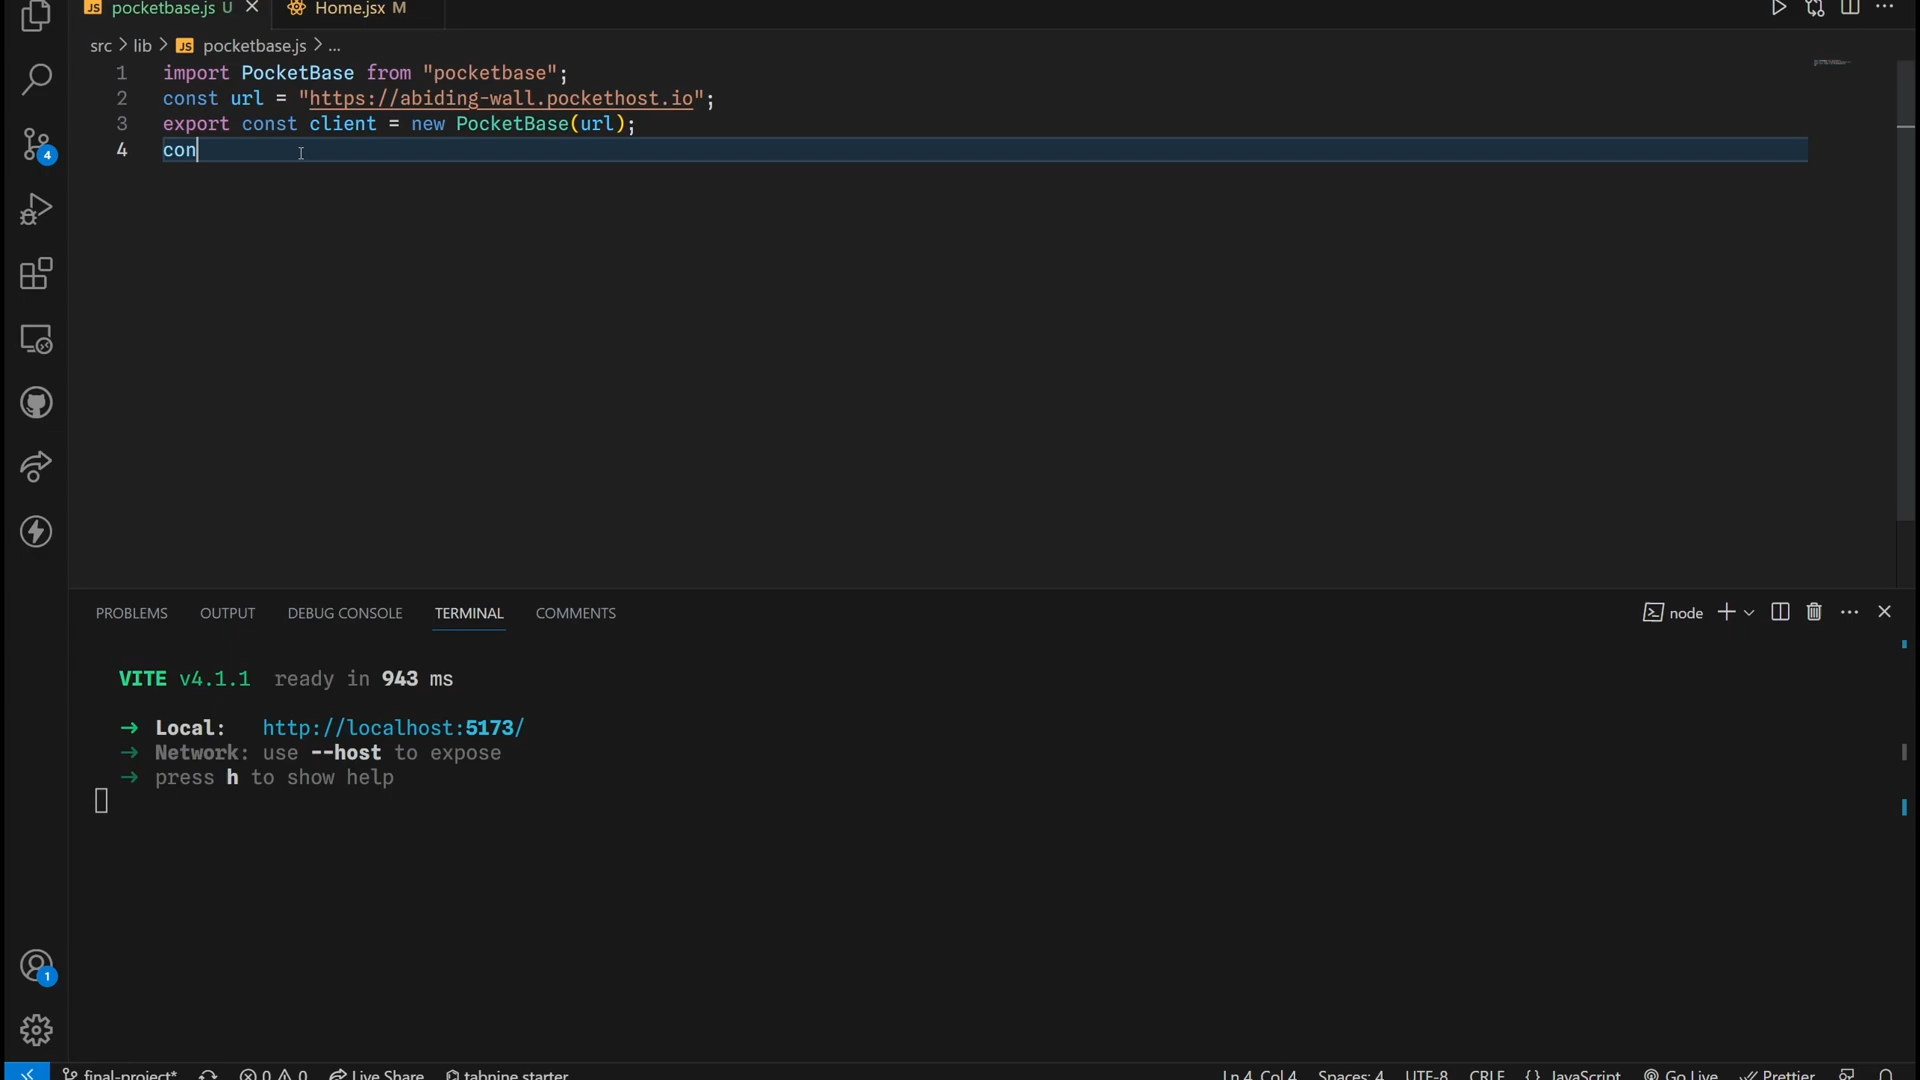 JS pocketbase.js U
Home.jsx M
src > lib > JS pocketbase.js > ...
1 import PocketBase from "pocketbase";
2 const url = "https://abiding-wall.pockethost.io";
3 export const client = new PocketBase(url);
4 con
4
PROBLEMS OUTPUT DEBUG CONSOLE TERMINAL COMMENTS
node
VITE v4.1.1 ready in 943 ms
➜ Local: http://localhost:5173/
➜ Network: use --host to expose
➜ press h to show help
1
final-project* 0 0 Live Share tabnine starter Ln 4, Col 4 Spaces: 4 UTF-8 CRLF {} JavaScript Go Live Prettier